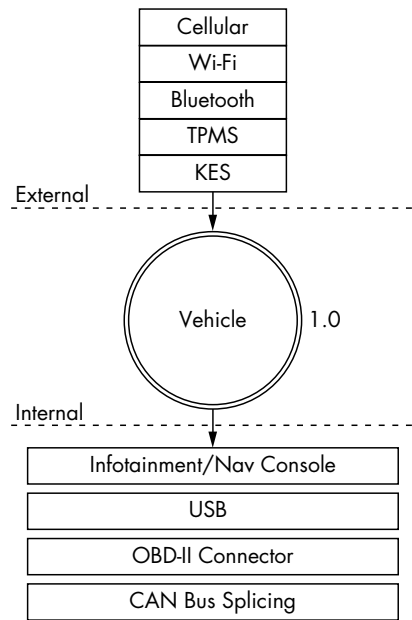 Cellular
Wi-Fi
Bluetooth
TPMS
KES
External
Vehicle 1.0
Internal
Infotainment/Nav Console
USB
OBD-II Connector
CAN Bus Splicing